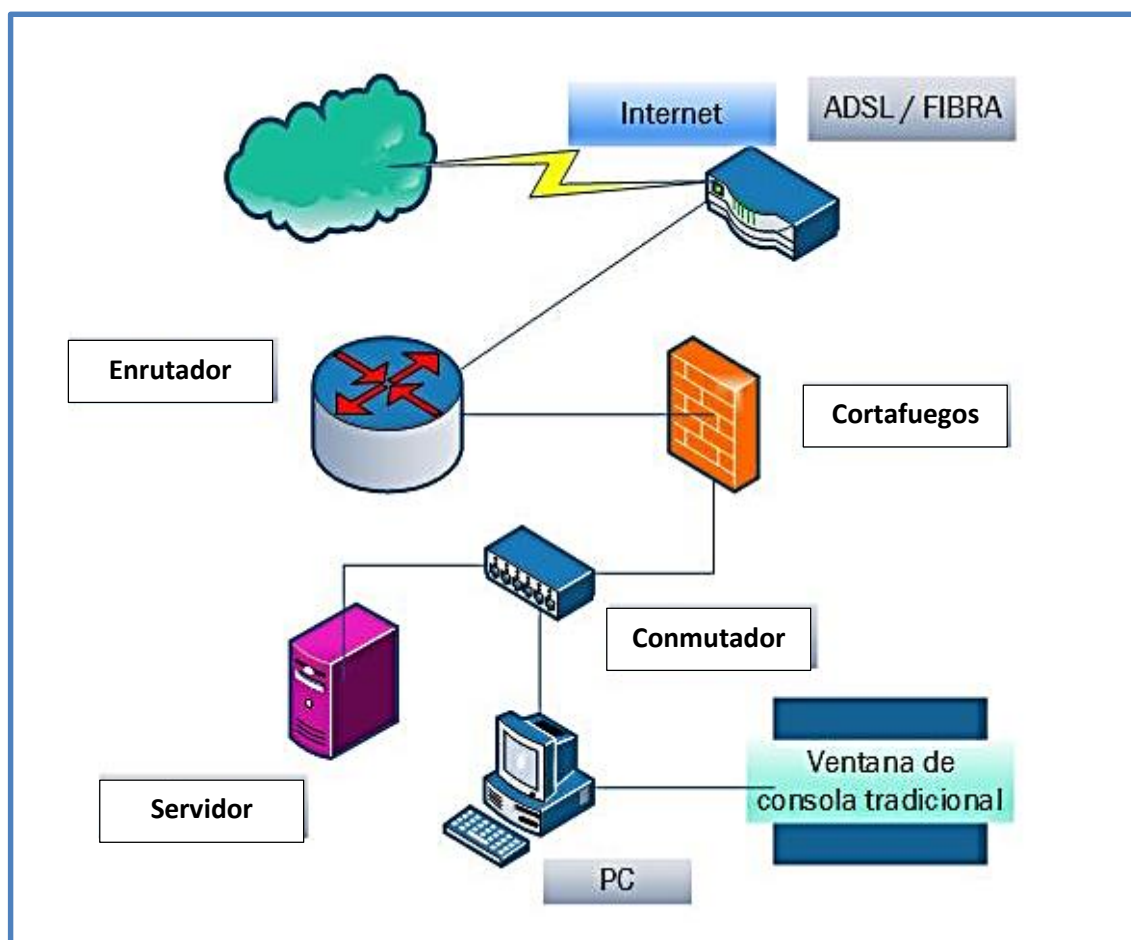 Internet
ADSL / FIBRA
Enrutador
Cortafuegos
Conmutador
Servidor
Ventana de
consola tradicional
PC